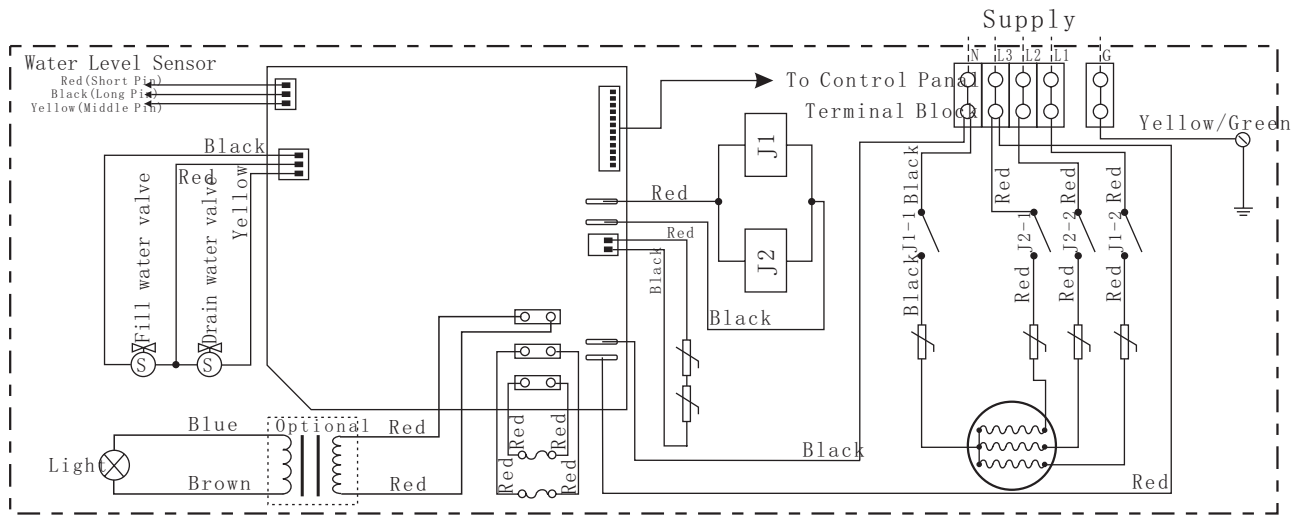 Supply
N L3 L2 L1 G
Water Level Sensor
Red(Short Pin)
Black(Long Pin)
Yellow(Middle Pin)
To Control Panal
Terminal Block
Yellow/Green
Black
Red
Yellow
Fill water valve
Drain water valve
S
S
J1
J2
Red
Red
Black
Black
Black
Red
Red
Red
J1-1
J2-1
J2-2
J1-2
Black
Red
Red
Red
Optional
Blue
Brown
Light
Red
Red
Red
Red
Red
Red
Black
Red